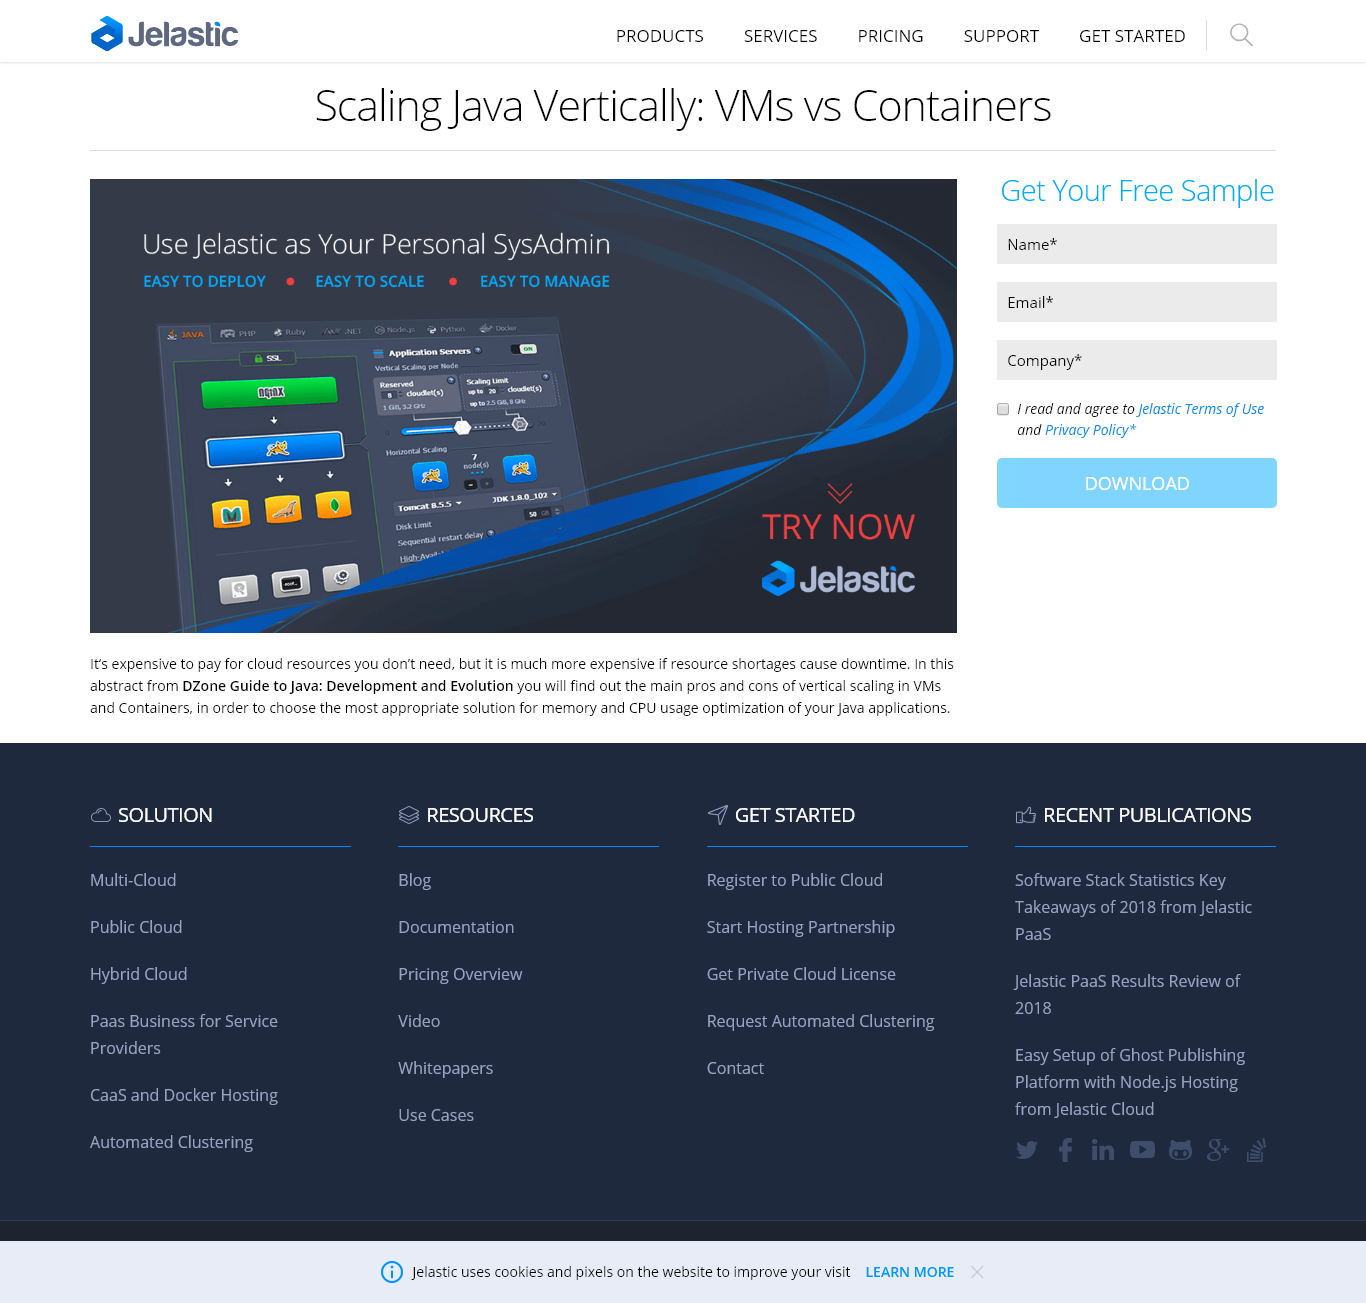 Jelastic
PRODUCTS SERVICES PRICING SUPPORT GET STARTED
Scaling Java Vertically: VMs vs Containers
Use Jelastic as Your Personal SysAdmin
EASY TO DEPLOY • EASY TO SCALE • EASY TO MANAGE
JAVA PHP Ruby .NET Node.js Python Docker
SSL
NGINX
Application Servers ? ON
Vertical Scaling per Node
Reserved ?
8 cloudlet(s)
1 GiB, 3.2 GHz
Scaling Limit ?
up to 20 cloudlet(s)
up to 2.5 GiB, 8 GHz
Horizontal Scaling
7
node(s)
Tomcat 8.5.5
JDK 1.8.0_102
Disk Limit
50 GB
Sequential restart delay ?
TRY NOW
Jelastic
Get Your Free Sample
Name*
Email*
Company*
I read and agree to Jelastic Terms of Use
and Privacy Policy*
DOWNLOAD
It's expensive to pay for cloud resources you don't need, but it is much more expensive if resource shortages cause downtime. In this
abstract from DZone Guide to Java: Development and Evolution you will find out the main pros and cons of vertical scaling in VMs
and Containers, in order to choose the most appropriate solution for memory and CPU usage optimization of your Java applications.
SOLUTION
Multi-Cloud
Public Cloud
Hybrid Cloud
Paas Business for Service
Providers
CaaS and Docker Hosting
Automated Clustering
RESOURCES
Blog
Documentation
Pricing Overview
Video
Whitepapers
Use Cases
GET STARTED
Register to Public Cloud
Start Hosting Partnership
Get Private Cloud License
Request Automated Clustering
Contact
RECENT PUBLICATIONS
Software Stack Statistics Key
Takeaways of 2018 from Jelastic
PaaS
Jelastic PaaS Results Review of
2018
Easy Setup of Ghost Publishing
Platform with Node.js Hosting
from Jelastic Cloud
Jelastic uses cookies and pixels on the website to improve your visit LEARN MORE